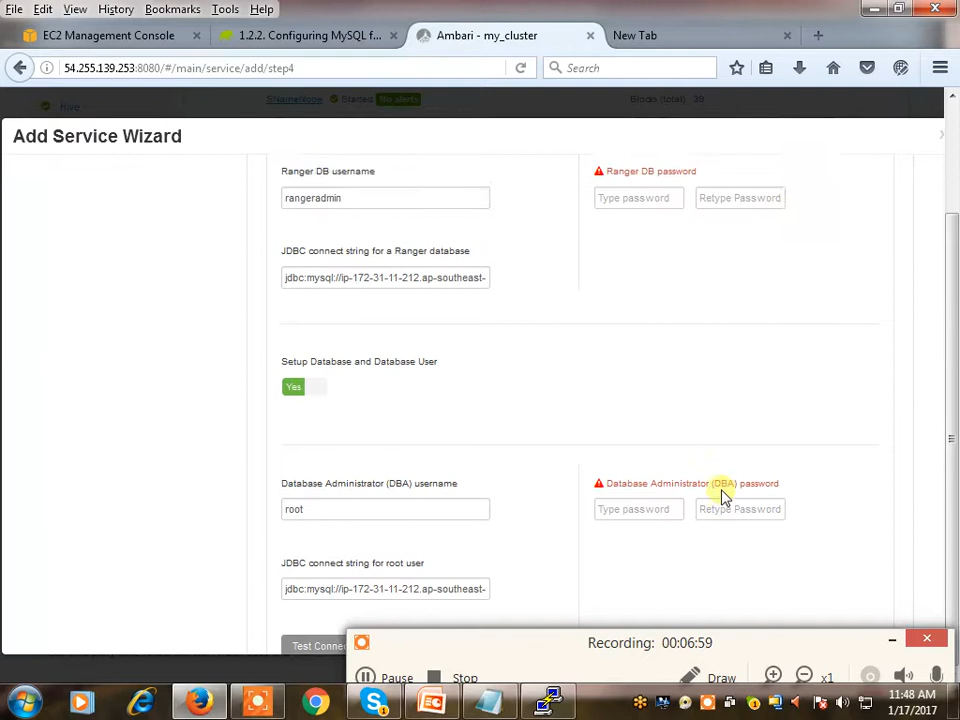 File Edit View History Bookmarks Tools Help
EC2 Management Console
1.2.2. Configuring MySQL f...
Ambari - my_cluster
New Tab
54.255.139.253:8080/#/main/service/add/step4
Search
Hive
SNameNode Started No alerts
Blocks (total) 39
Add Service Wizard
Ranger DB username
Ranger DB password
rangeradmin
Type password
Retype Password
JDBC connect string for a Ranger database
jdbc:mysql://ip-172-31-11-212.ap-southeast-
Setup Database and Database User
Yes
Database Administrator (DBA) username
Database Administrator (DBA) password
root
Type password
Retype Password
JDBC connect string for root user
jdbc:mysql://ip-172-31-11-212.ap-southeast-
Test Conne
Recording: 00:06:59
Pause
Stop
Draw
x1
11:48 AM
1/17/2017